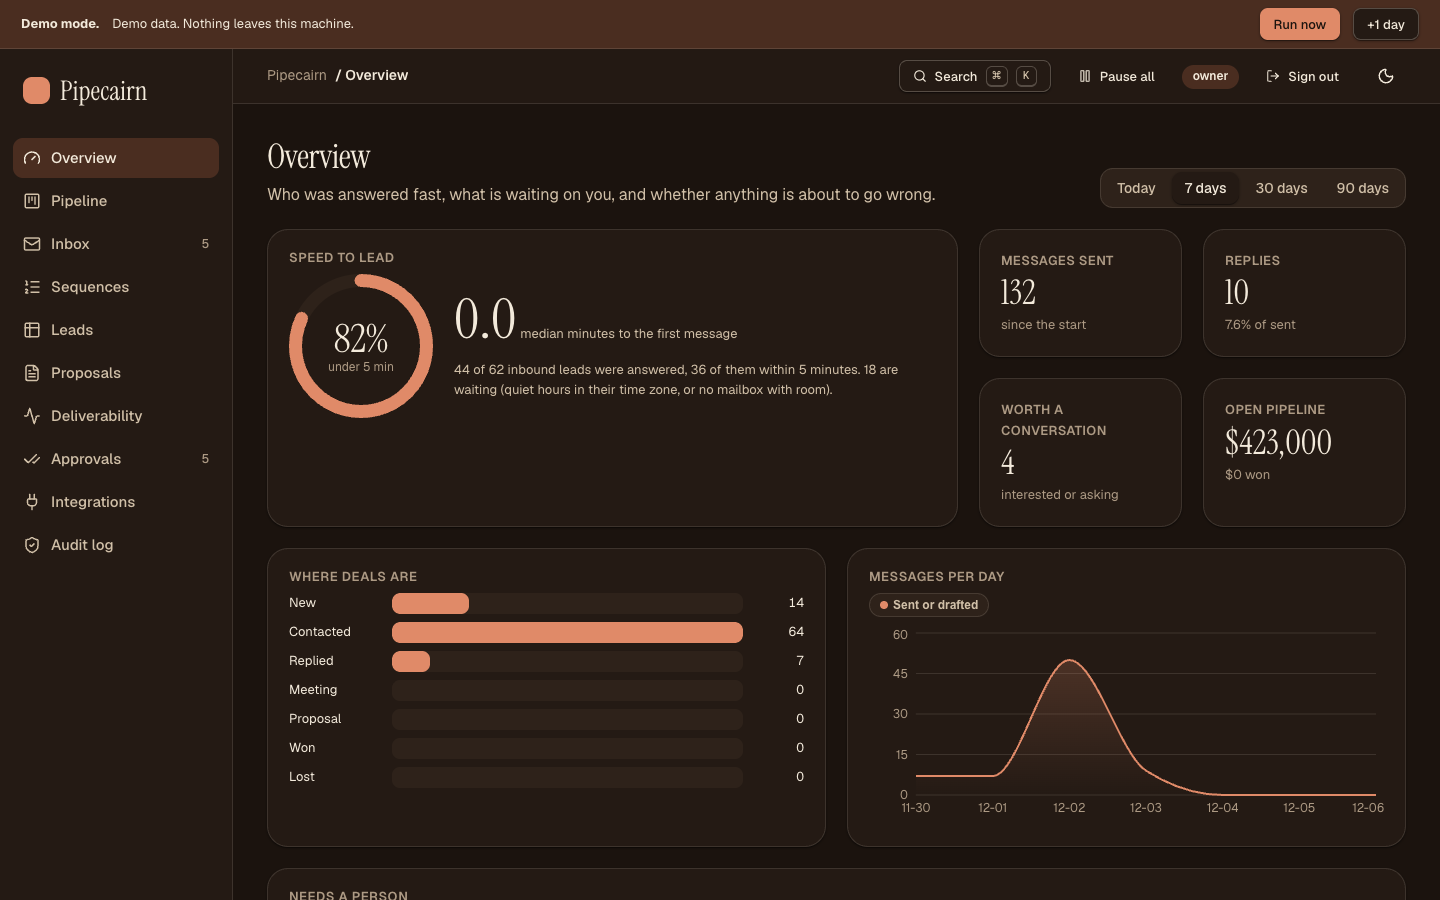 Demo mode. Demo data. Nothing leaves this machine.
Run now
+1 day
Pipecairn
Overview
Pipeline
Inbox 5
Sequences
Leads
Proposals
Deliverability
Approvals 5
Integrations
Audit log
Pipecairn / Overview
Search ⌘ K
Pause all
owner
Sign out
Overview
Who was answered fast, what is waiting on you, and whether anything is about to go wrong.
Today 7 days 30 days 90 days
SPEED TO LEAD
82%
under 5 min
0.0 median minutes to the first message
44 of 62 inbound leads were answered, 36 of them within 5 minutes. 18 are
waiting (quiet hours in their time zone, or no mailbox with room).
MESSAGES SENT
132
since the start
REPLIES
10
7.6% of sent
WORTH A
CONVERSATION
4
interested or asking
OPEN PIPELINE
$423,000
$0 won
WHERE DEALS ARE
New 14
Contacted 64
Replied 7
Meeting 0
Proposal 0
Won 0
Lost 0
MESSAGES PER DAY
Sent or drafted
60
45
30
15
0
11-30 12-01 12-02 12-03 12-04 12-05 12-06
NEEDS A PERSON